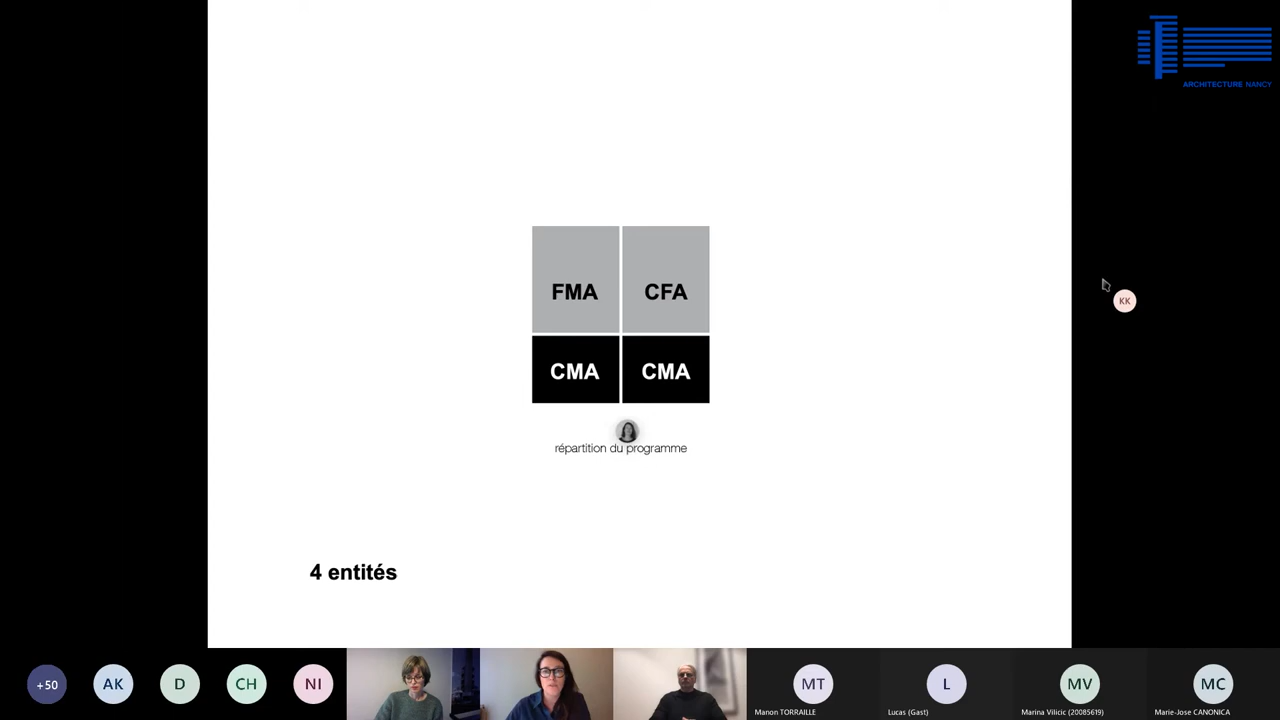 ARCHITECTURE NANCY
FMA
CFA
KK
CMA
CMA
répartition du programme
4 entités
+50
AK
D
CH
NI
MT
L
MV
MC
Manon TORRAILLE
Lucas (Gast)
Marina Vilicic (20085619)
Marie-Jose CANONICA